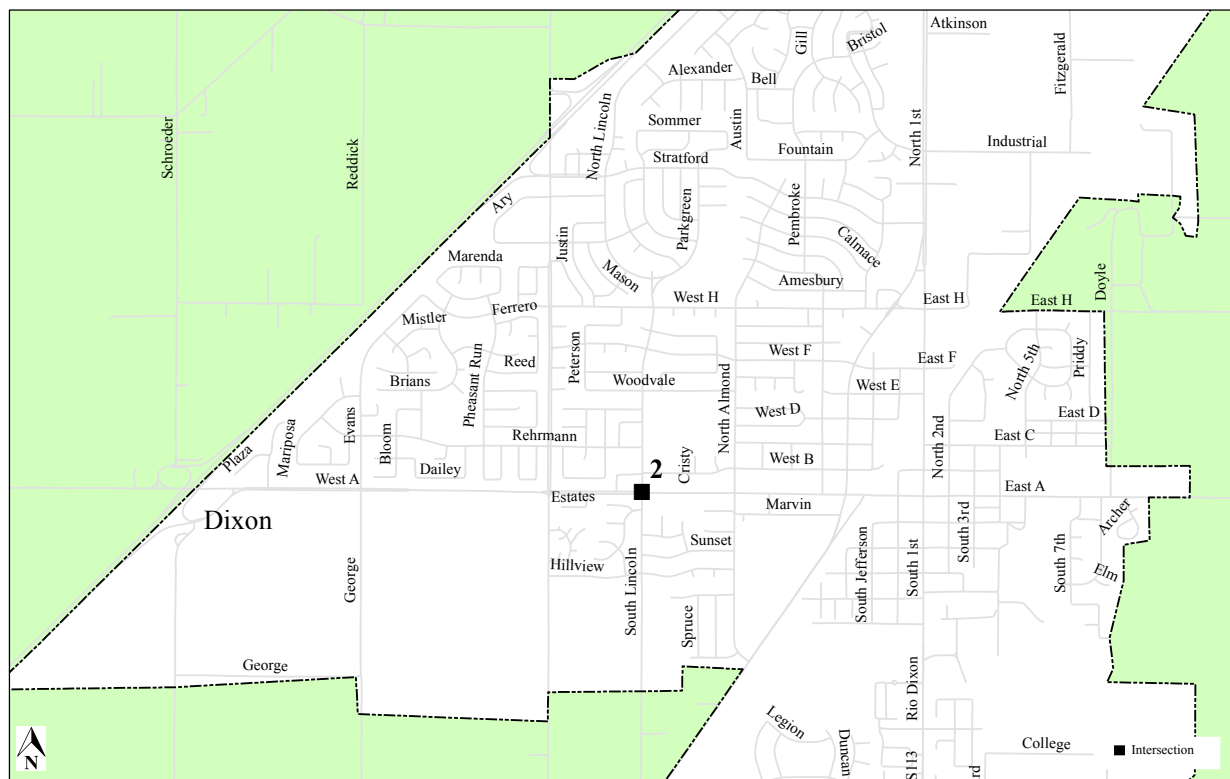 Atkinson
Bristol
Gill
Fitzgerald
Alexander
Bell
North Lincoln
Austin
Sommer
North 1st
Schroeder
Reddick
Industrial
Fountain
Stratford
Ary
Parkgreen
Pembroke
Calmace
Justin
Marenda
Mason
Doyle
Amesbury
West H
East H
East H
Ferrero
Mistler
West F
East F
North 5th
Priddy
Reed
Peterson
Pheasant Run
Brians
Woodvale
West E
North Almond
West D
East D
North 2nd
East C
Evans
Bloom
Mariposa
Rehrmann
Plaza
Dailey
Cristy
West B
2
West A
East A
Estates
Marvin
Archer
Dixon
South 3rd
Sunset
South Jefferson
South 1st
South 7th
Elm
Hillview
George
South Lincoln
Spruce
George
Rio Dixon
Legion
Duncan
College
S113
rd
Intersection
N